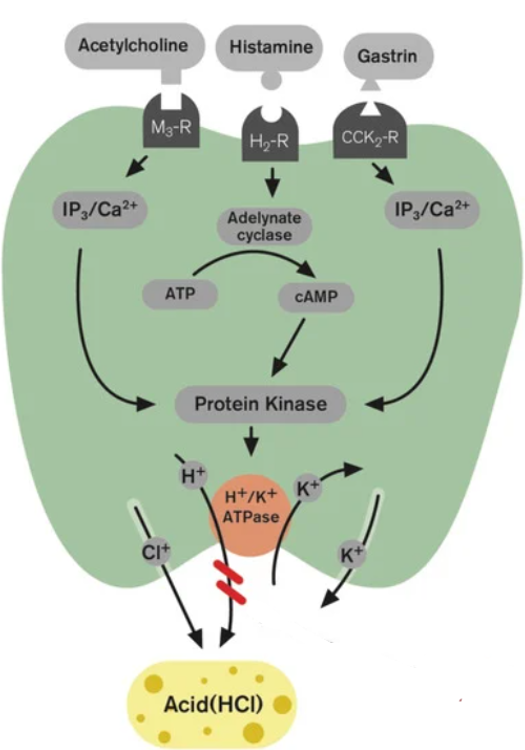 Acetylcholine
Histamine
Gastrin
M₃-R
H₂-R
CCK₂-R
IP₃/Ca²⁺
Adelynate
cyclase
IP₃/Ca²⁺
ATP
cAMP
Protein Kinase
H⁺
H⁺/K⁺
ATPase
K⁺
Cl⁺
K⁺
Acid(HCl)